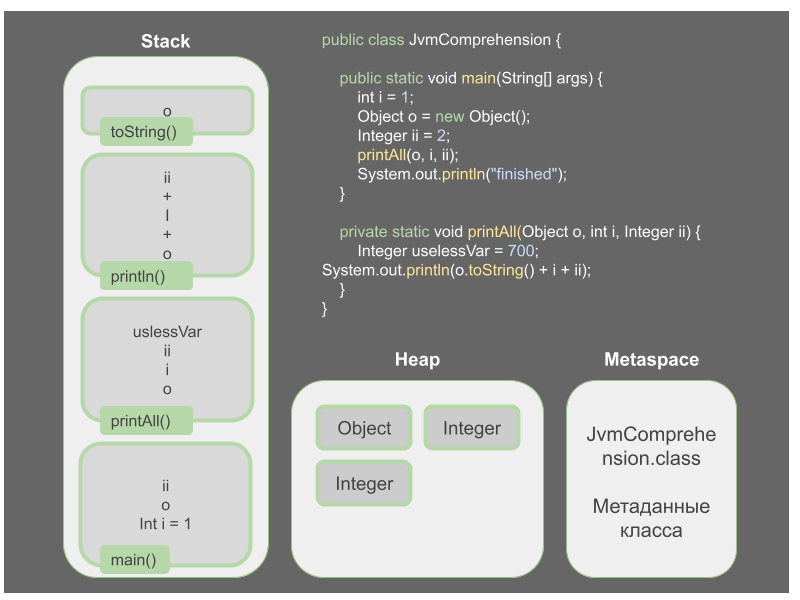 Stack
o
toString()
ii
+
I
+
o
println()
uslessVar
ii
i
o
printAll()
ii
o
Int i = 1
main()
public class JvmComprehension {
public static void main(String[] args) {
int i = 1;
Object o = new Object();
Integer ii = 2;
printAll(o, i, ii);
System.out.println("finished");
}
private static void printAll(Object o, int i, Integer ii) {
Integer uselessVar = 700;
System.out.println(o.toString() + i + ii);
}
}
Heap
Object
Integer
Integer
Metaspace
JvmComprehe
nsion.class
Метаданные
класса